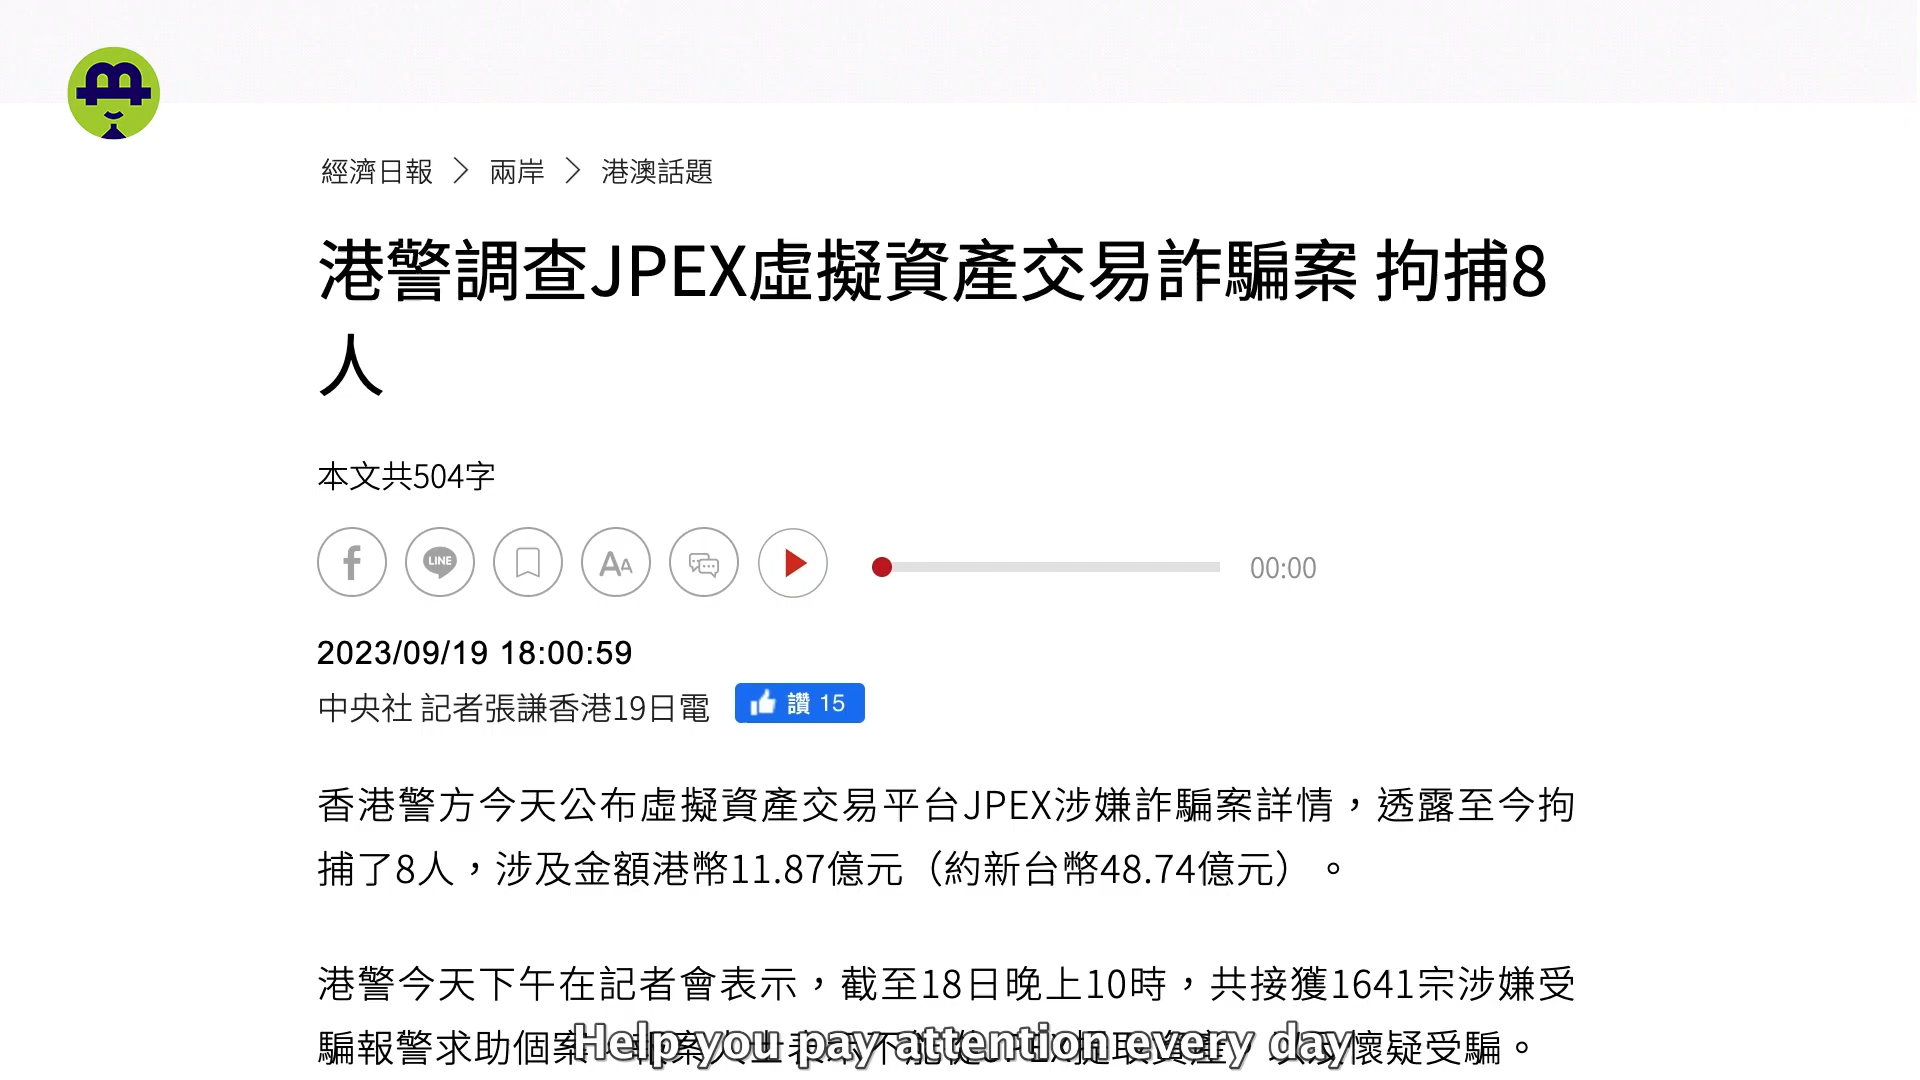 經濟日報 > 兩岸 > 港澳話題
港警調查JPEX虛擬資產交易詐騙案 拘捕8
人
本文共504字
LINE
AA
00:00
2023/09/19 18:00:59
中央社 記者張謙香港19日電
讚 15
香港警方今天公布虛擬資產交易平台JPEX涉嫌詐騙案詳情，透露至今拘
捕了8人，涉及金額港幣11.87億元（約新台幣48.74億元）。
港警今天下午在記者會表示，截至18日晚上10時，共接獲1641宗涉嫌受
騙報警求助個案 懷疑受騙。
Help you pay attention every day